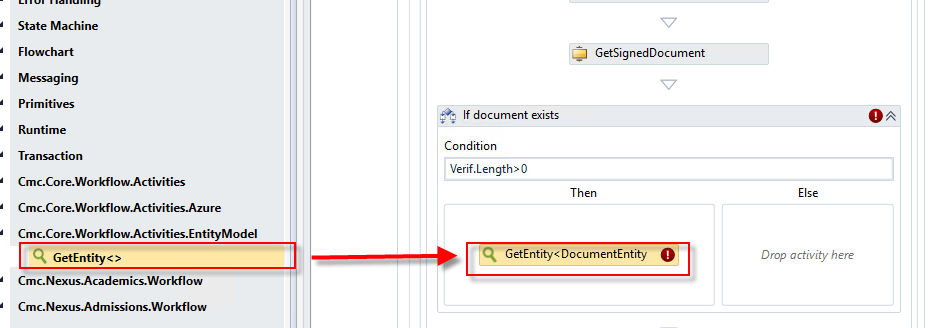 Error Handling
State Machine
Flowchart
Messaging
Primitives
Runtime
Transaction
Cmc.Core.Workflow.Activities
Cmc.Core.Workflow.Activities.Azure
Cmc.Core.Workflow.Activities.EntityModel
GetEntity<>
Cmc.Nexus.Academics.Workflow
Cmc.Nexus.Admissions.Workflow
GetSignedDocument
If document exists
Condition
Verif.Length>0
Then
Else
GetEntity<DocumentEntity
Drop activity here